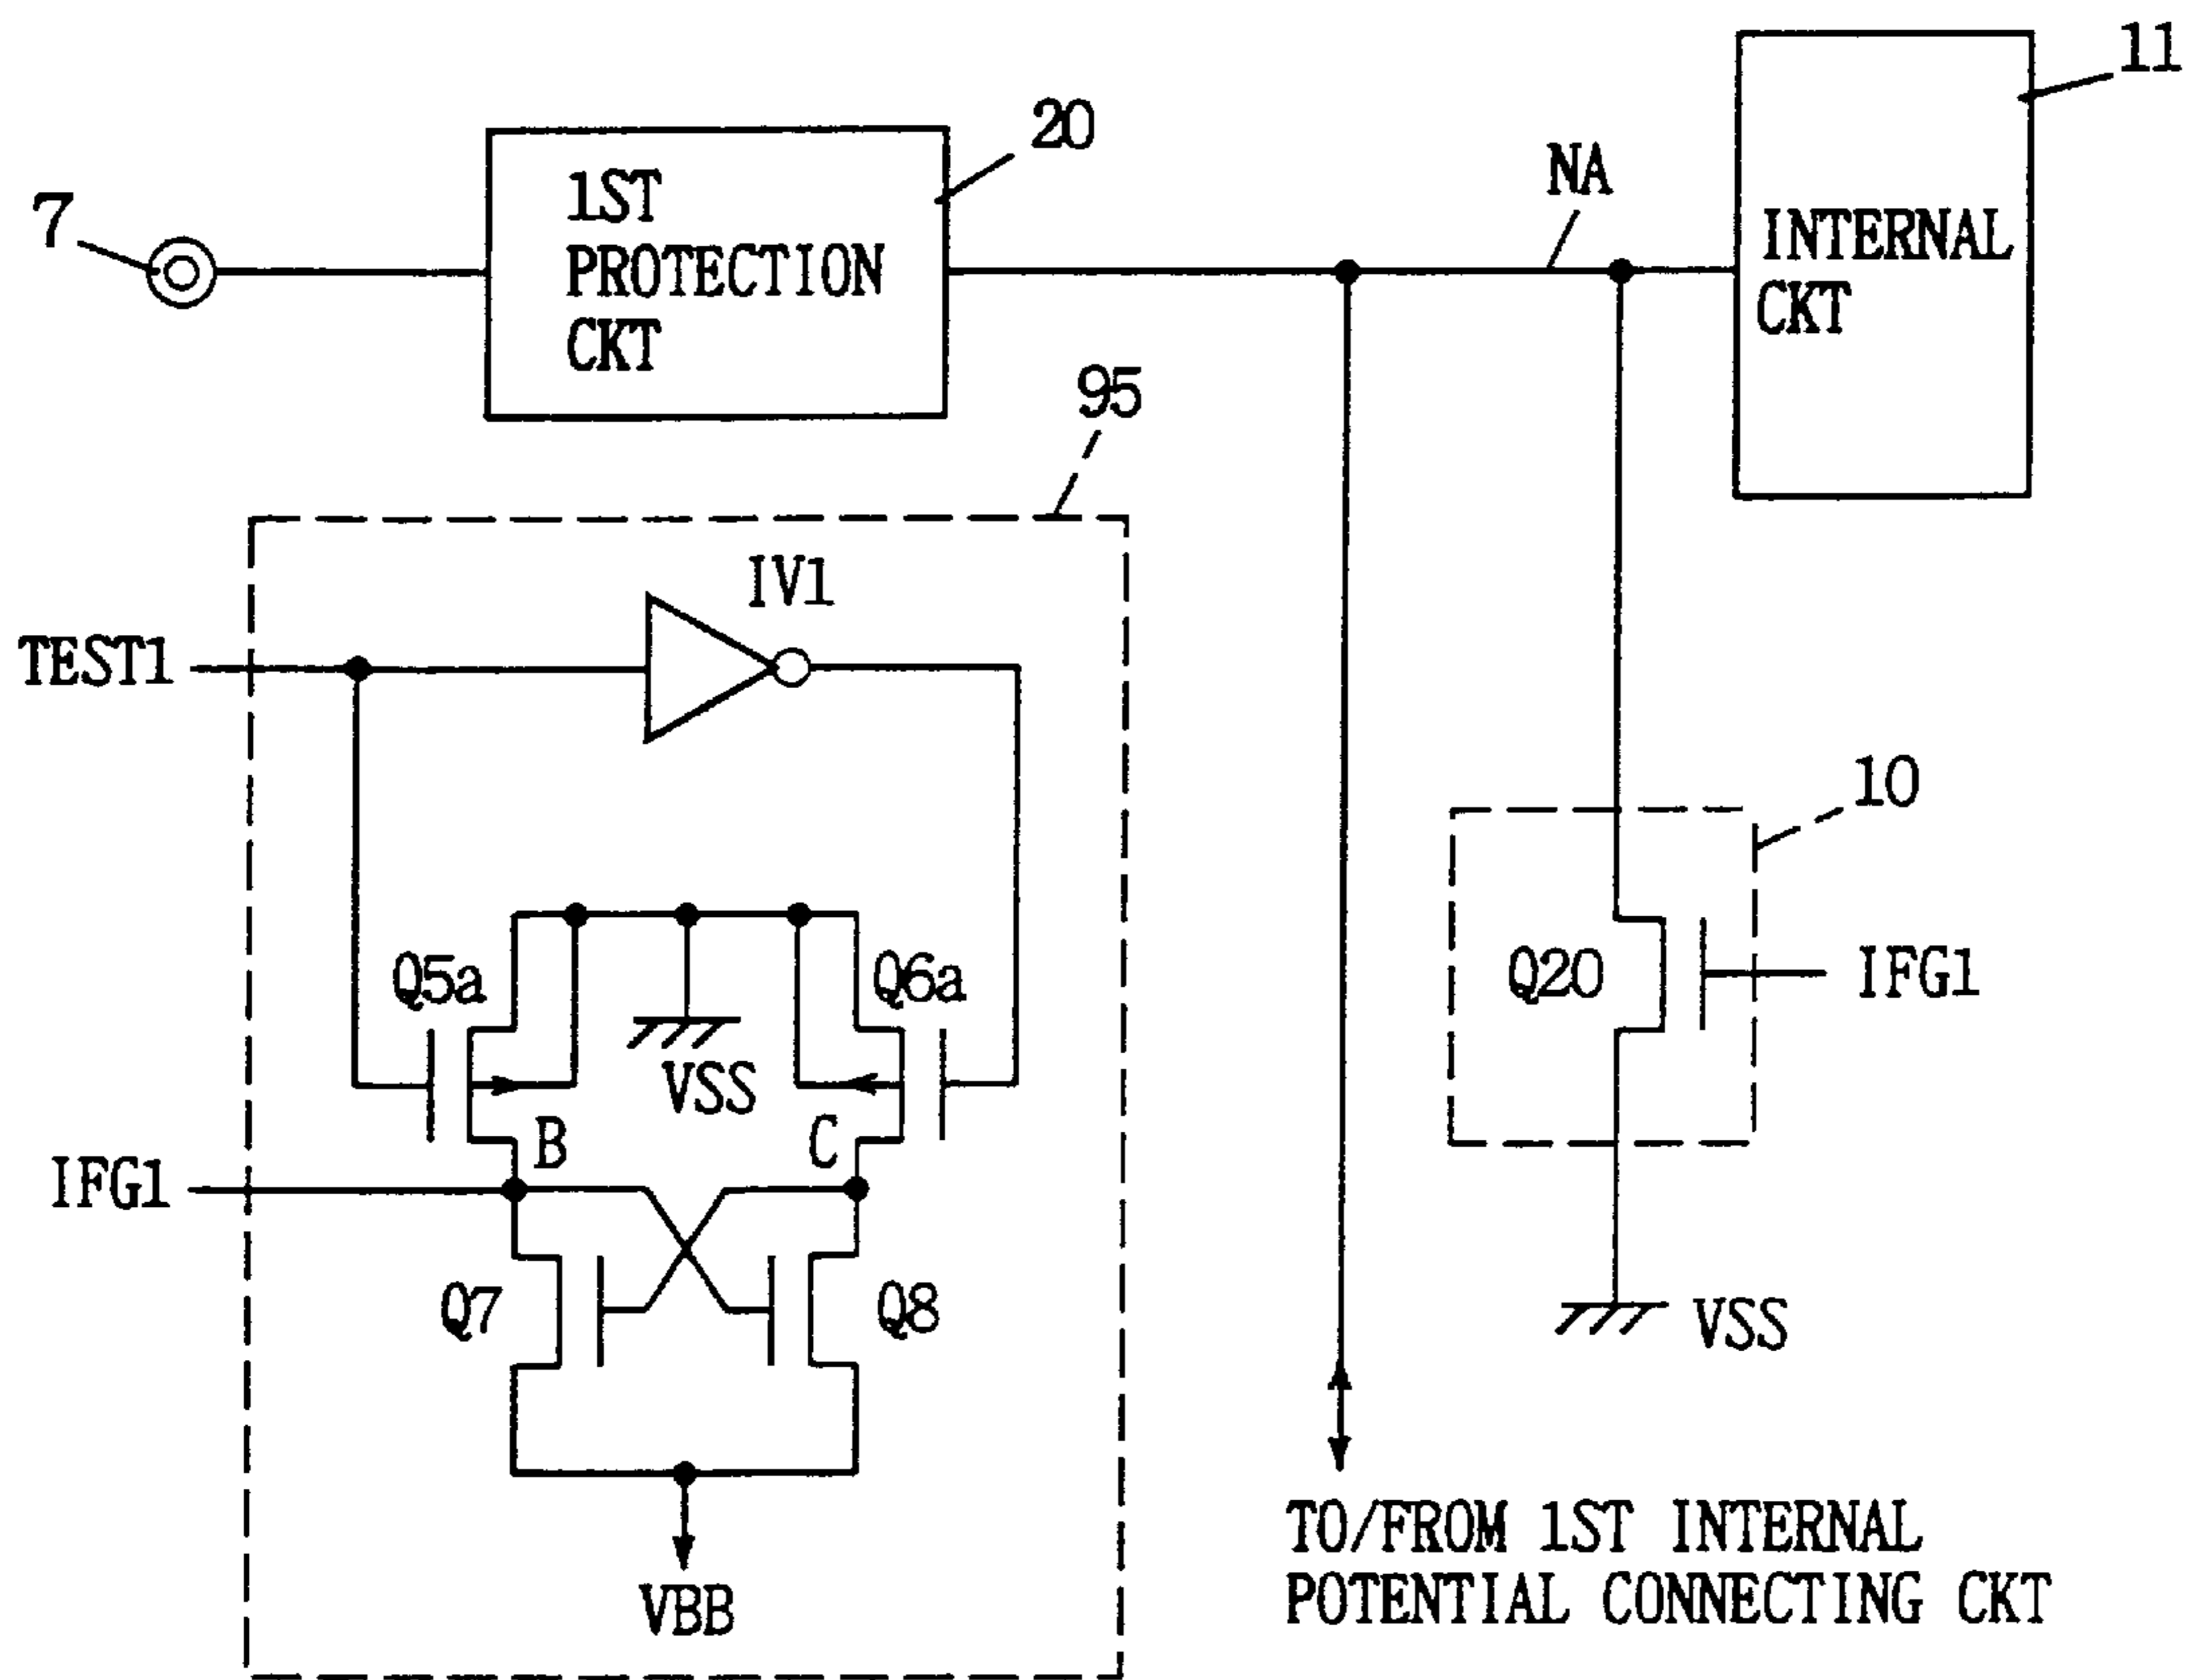 11
20
NA
7
1ST
PROTECTION
CKT
INTERNAL
CKT
95
IV1
TEST1
10
Q5a
Q6a
Q20
IFG1
VSS
B
C
IFG1
Q7
Q8
VSS
VBB
TO/FROM 1ST INTERNAL
POTENTIAL CONNECTING CKT